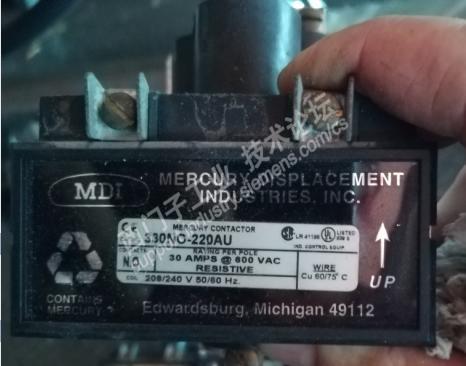 MDI
MERCURY DISPLACEMENT
INDUSTRIES, INC.
MERCURY CONTACTOR
330NO-220AU
LISTED
IND. CONTROL EQUIP
RATING PER POLE
N.O.
30 AMPS @ 600 VAC
RESISTIVE
WIRE
Cu 60/75° C
COIL 208/240 V 50/60 Hz.
UP
CONTAINS
MERCURY
Edwardsburg, Michigan 49112
西门子工业 技术论坛
support.industry.siemens.com/cs